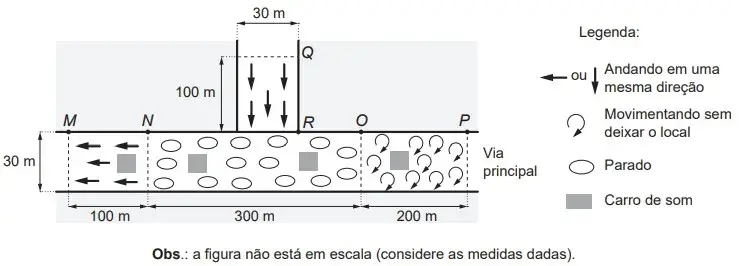 30 m
Legenda:
Q
100 m
ou
Andando em uma
mesma direção
M
N
R
O
P
Movimentando sem
deixar o local
30 m
Via
principal
Parado
Carro de som
100 m
300 m
200 m
Obs.: a figura não está em escala (considere as medidas dadas).